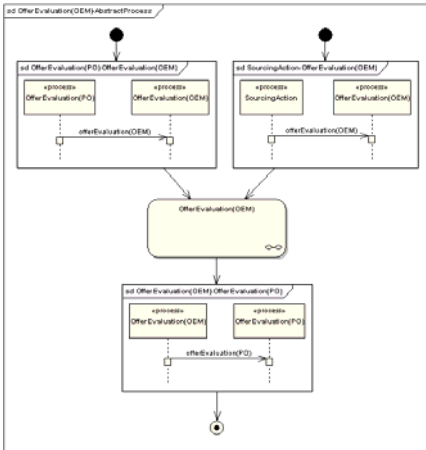 sd OfferEvaluation(OEM)-AbstractProcess
sd OfferEvaluation(PO)-OfferEvaluation(OEM)
«process»
OfferEvaluation(PO)
«process»
OfferEvaluation(OEM)
offerEvaluation(OEM)
sd SourcingAction-OfferEvaluation(OEM)
«process»
SourcingAction
«process»
OfferEvaluation(OEM)
offerEvaluation(OEM)
OfferEvaluation(OEM)
sd OfferEvaluation(OEM)-OfferEvaluation(PO)
«process»
OfferEvaluation(OEM)
«process»
OfferEvaluation(PO)
offerEvaluation(PO)